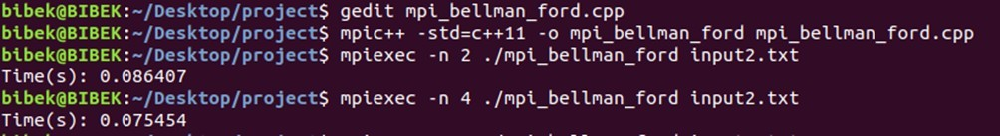 bibek@BIBEK:~/Desktop/project$ gedit mpi_bellman_ford.cpp
bibek@BIBEK:~/Desktop/project$ mpic++ -std=c++11 -o mpi_bellman_ford mpi_bellman_ford.cpp
bibek@BIBEK:~/Desktop/project$ mpiexec -n 2 ./mpi_bellman_ford input2.txt
Time(s): 0.086407
bibek@BIBEK:~/Desktop/project$ mpiexec -n 4 ./mpi_bellman_ford input2.txt
Time(s): 0.075454